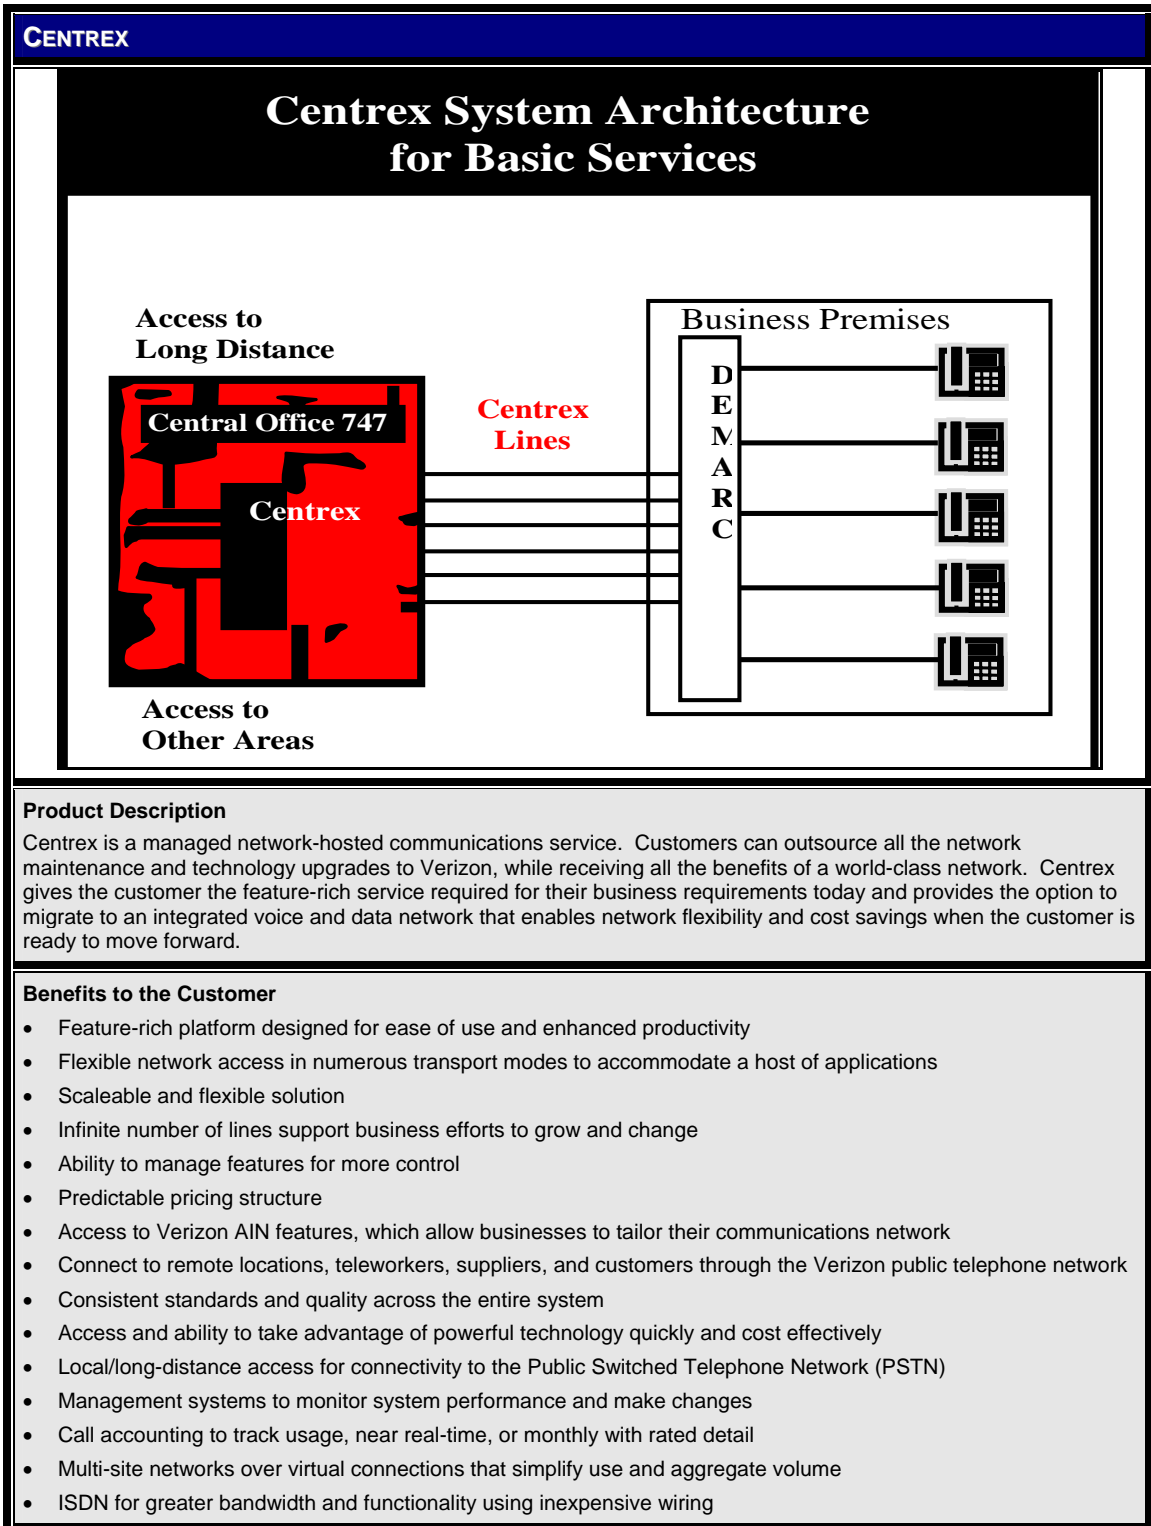 CENTREX
Centrex System Architecture
for Basic Services
Access to
Long Distance
Central Office 747
Centrex
Centrex
Lines
Business Premises
D
E
M
A
R
C
Access to
Other Areas
Product Description
Centrex is a managed network-hosted communications service.  Customers can outsource all the network
maintenance and technology upgrades to Verizon, while receiving all the benefits of a world-class network.  Centrex
gives the customer the feature-rich service required for their business requirements today and provides the option to
migrate to an integrated voice and data network that enables network flexibility and cost savings when the customer is
ready to move forward.
Benefits to the Customer
• Feature-rich platform designed for ease of use and enhanced productivity
• Flexible network access in numerous transport modes to accommodate a host of applications
• Scaleable and flexible solution
• Infinite number of lines support business efforts to grow and change
• Ability to manage features for more control
• Predictable pricing structure
• Access to Verizon AIN features, which allow businesses to tailor their communications network
• Connect to remote locations, teleworkers, suppliers, and customers through the Verizon public telephone network
• Consistent standards and quality across the entire system
• Access and ability to take advantage of powerful technology quickly and cost effectively
• Local/long-distance access for connectivity to the Public Switched Telephone Network (PSTN)
• Management systems to monitor system performance and make changes
• Call accounting to track usage, near real-time, or monthly with rated detail
• Multi-site networks over virtual connections that simplify use and aggregate volume
• ISDN for greater bandwidth and functionality using inexpensive wiring